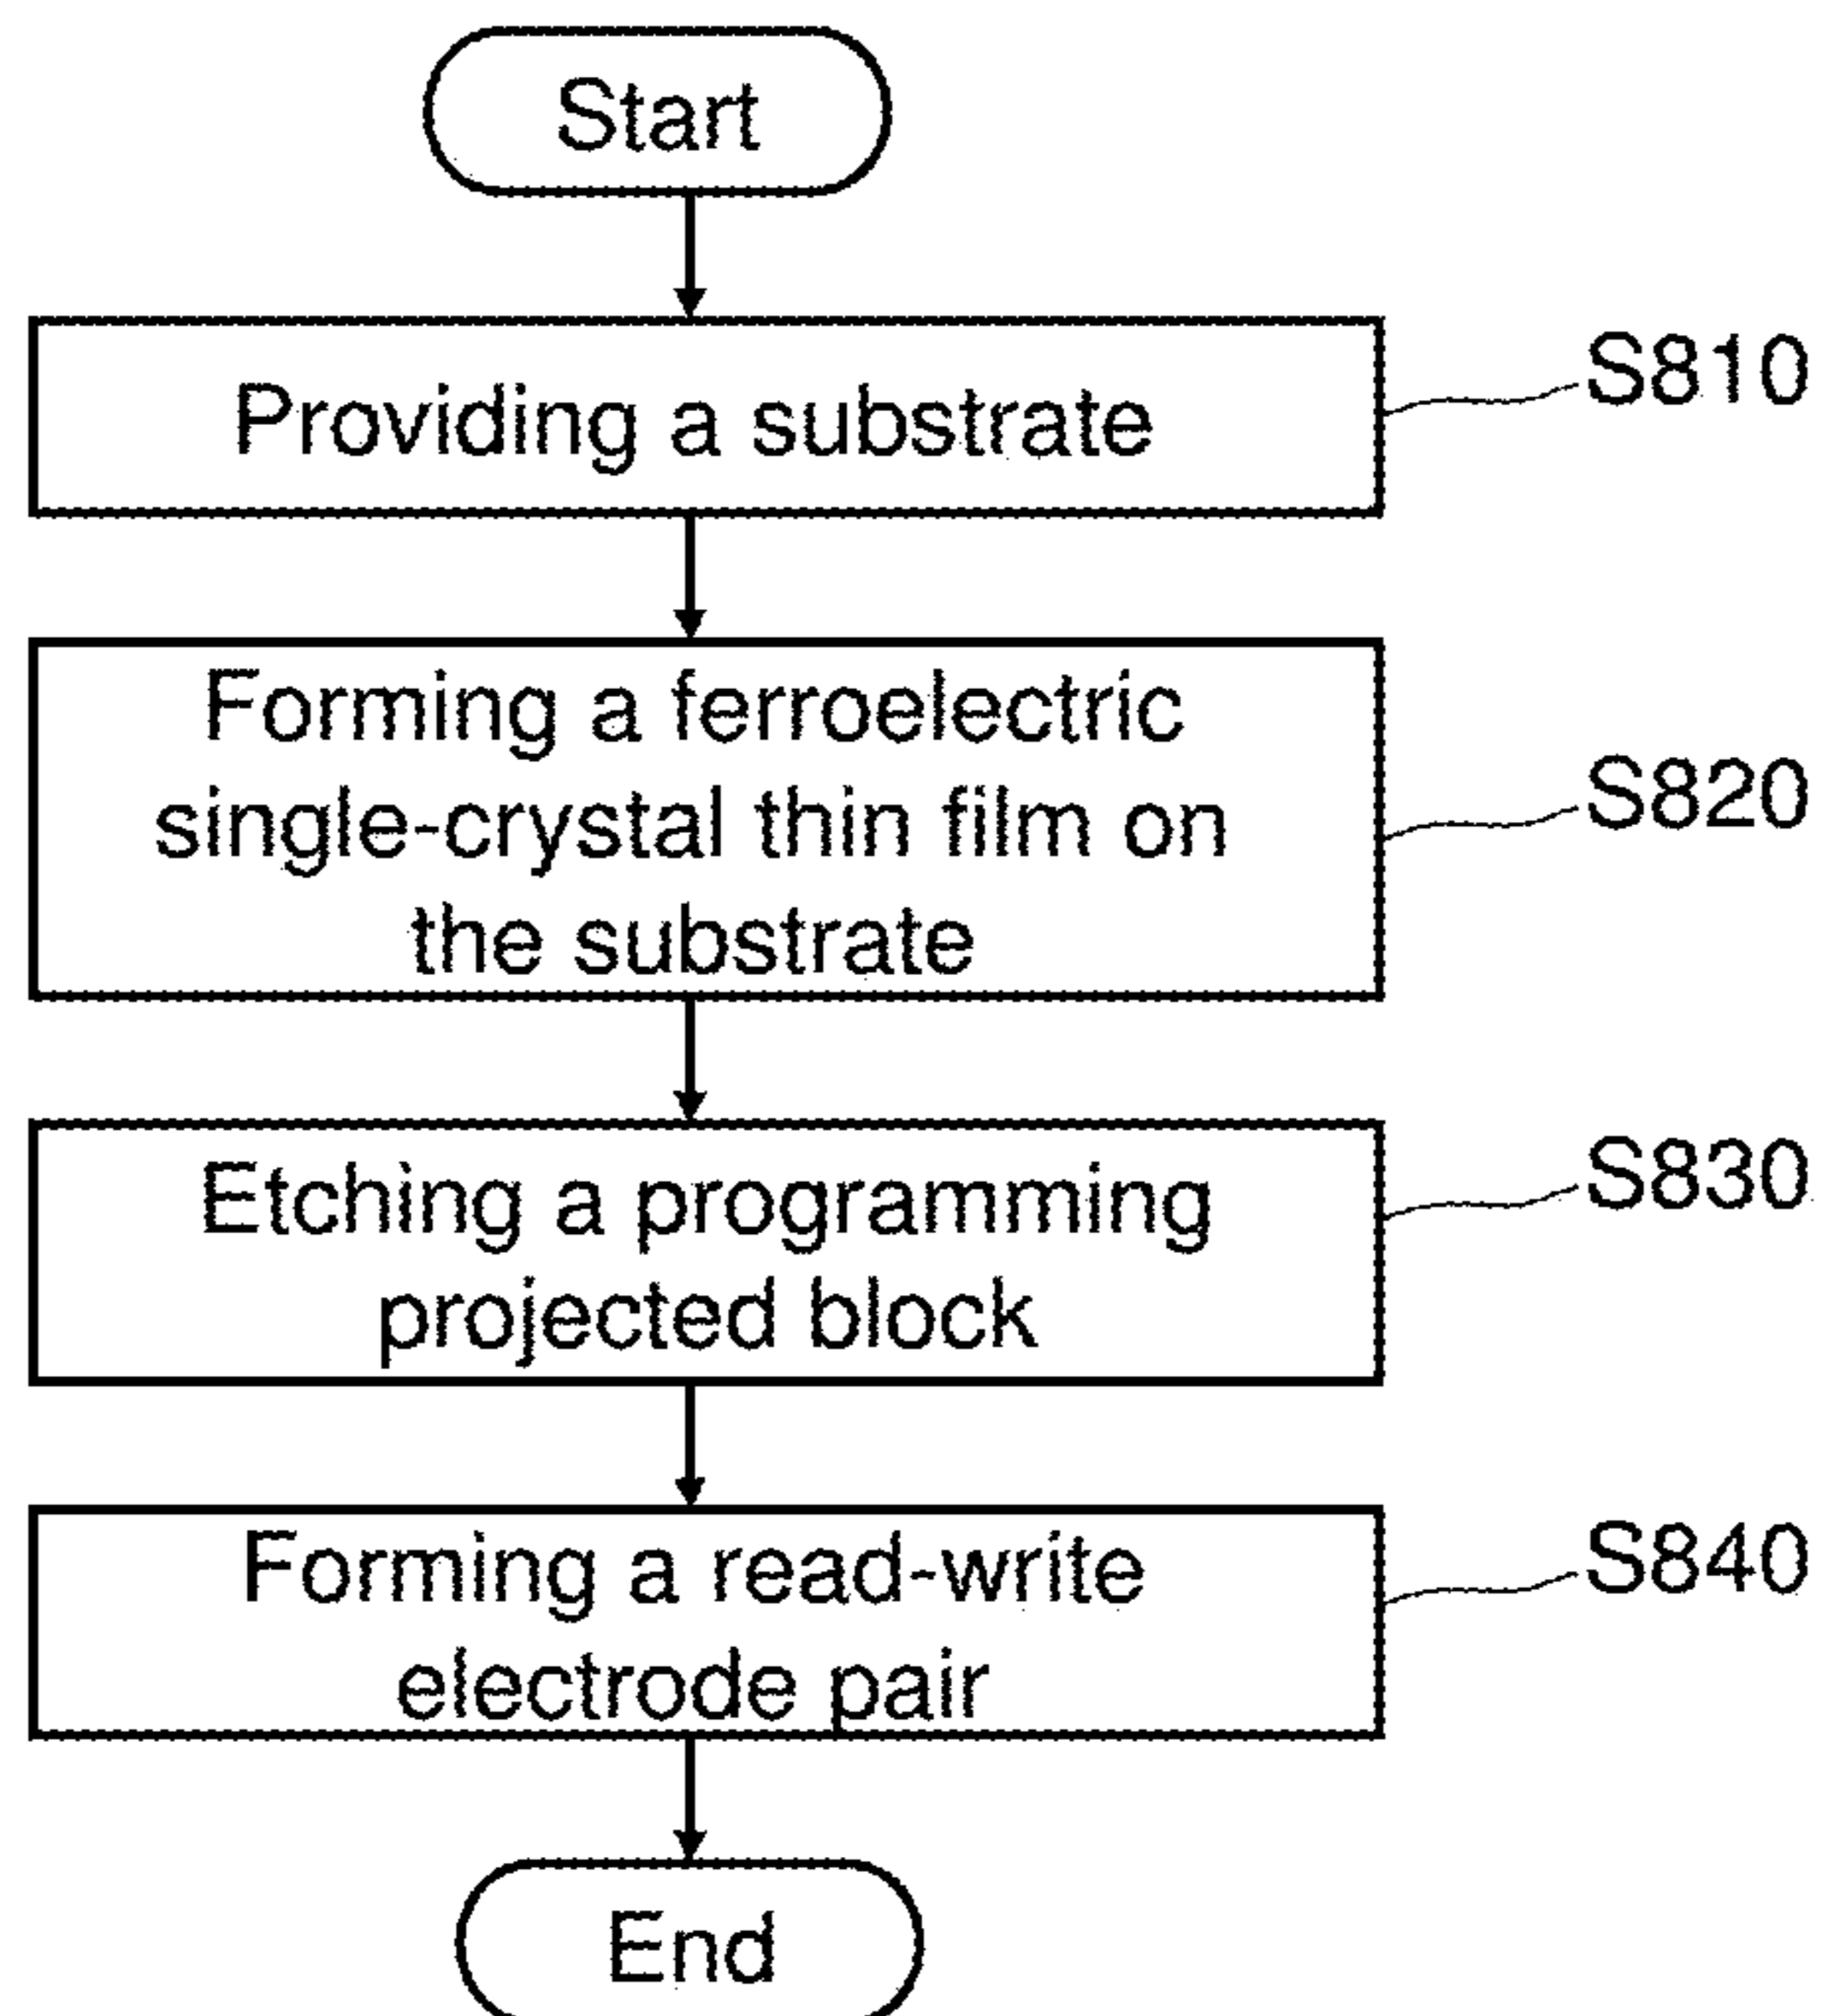 Start
Providing a substrate
S810
Forming a ferroelectric
single-crystal thin film on
the substrate
S820
Etching a programming
projected block
S830
Forming a read-write
electrode pair
S840
End